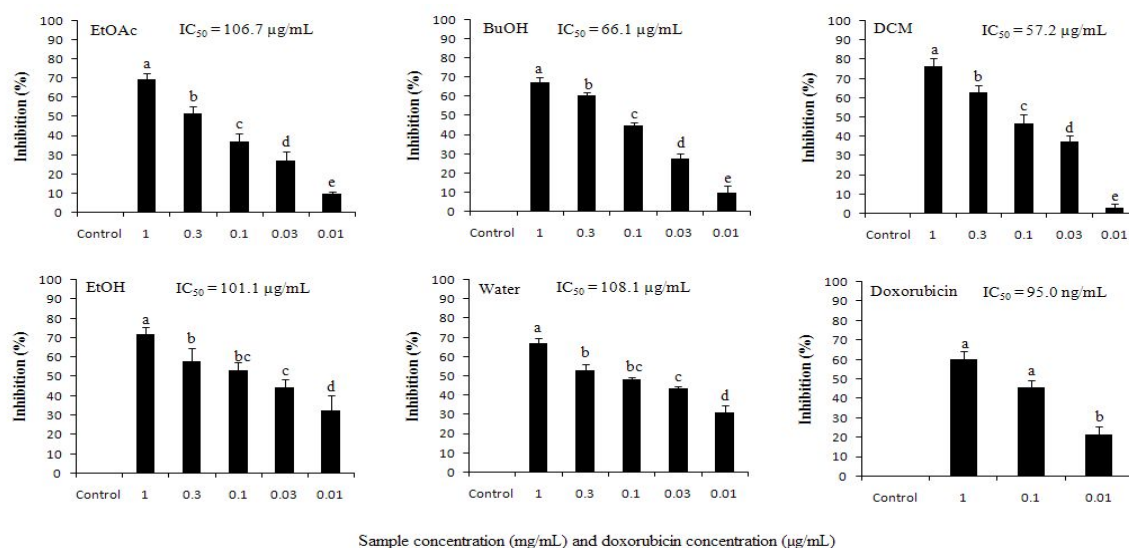 EtOAc IC50 = 106.7 µg/mL
Inhibition (%)
100
90
80
70
60
50
40
30
20
10
0
a
b
c
d
e
Control 1 0.3 0.1 0.03 0.01
BuOH IC50 = 66.1 µg/mL
Inhibition (%)
100
90
80
70
60
50
40
30
20
10
0
a
b
c
d
e
Control 1 0.3 0.1 0.03 0.01
DCM IC50 = 57.2 µg/mL
Inhibition (%)
100
90
80
70
60
50
40
30
20
10
0
a
b
c
d
e
Control 1 0.3 0.1 0.03 0.01
EtOH IC50 = 101.1 µg/mL
Inhibition (%)
100
90
80
70
60
50
40
30
20
10
0
a
b
bc
c
d
Control 1 0.3 0.1 0.03 0.01
Water IC50 = 108.1 µg/mL
Inhibition (%)
100
90
80
70
60
50
40
30
20
10
0
a
b
bc
c
d
Control 1 0.3 0.1 0.03 0.01
Doxorubicin IC50 = 95.0 ng/mL
Inhibition (%)
100
90
80
70
60
50
40
30
20
10
0
a
a
b
Control 1 0.1 0.01
Sample concentration (mg/mL) and doxorubicin concentration (µg/mL)